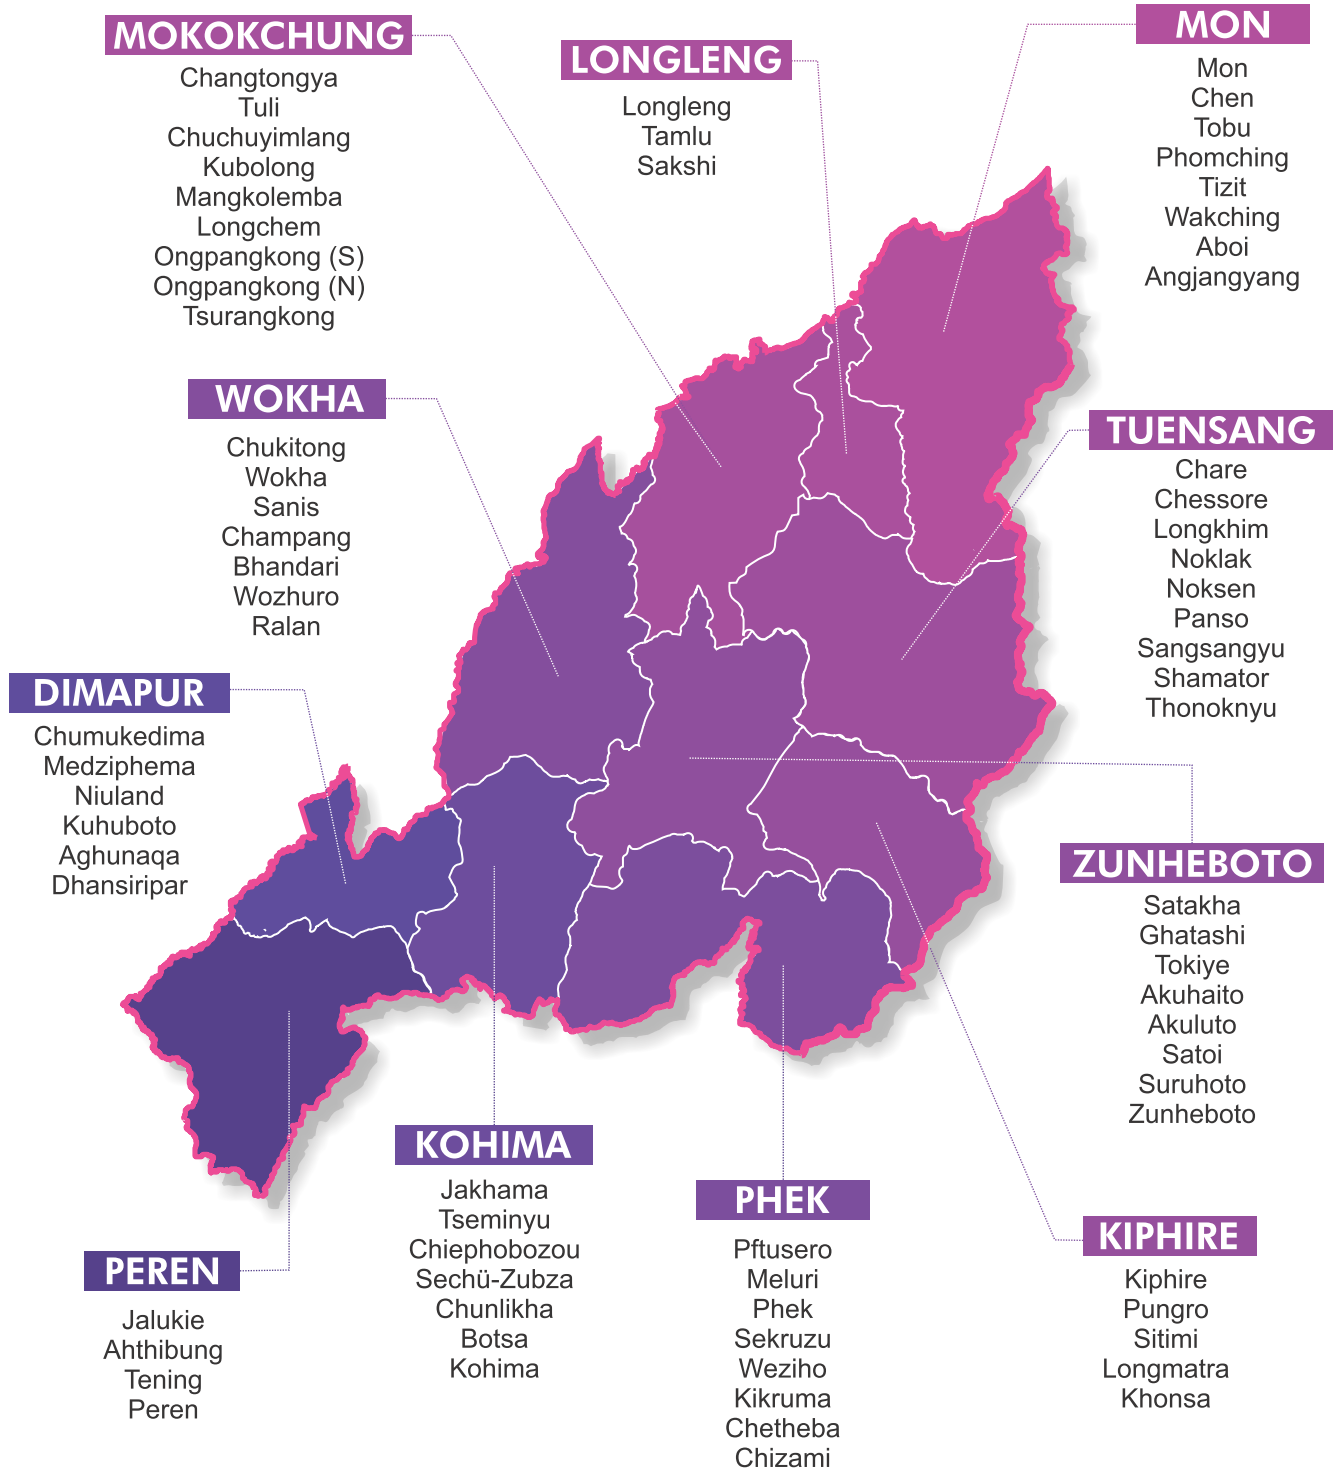 MOKOKCHUNG
Changtongya
Tuli
Chuchuyimlang
Kubolong
Mangkolemba
Longchem
Ongpangkong (S)
Ongpangkong (N)
Tsurangkong
LONGLENG
Longleng
Tamlu
Sakshi
MON
Mon
Chen
Tobu
Phomching
Tizit
Wakching
Aboi
Angjangyang
WOKHA
Chukitong
Wokha
Sanis
Champang
Bhandari
Wozhuro
Ralan
TUENSANG
Chare
Chessore
Longkhim
Noklak
Noksen
Panso
Sangsangyu
Shamator
Thonoknyu
DIMAPUR
Chumukedima
Medziphema
Niuland
Kuhuboto
Aghunaqa
Dhansiripar
ZUNHEBOTO
Satakha
Ghatashi
Tokiye
Akuhaito
Akuluto
Satoi
Suruhoto
Zunheboto
KOHIMA
Jakhama
Tseminyu
Chiephobozou
Sechü-Zubza
Chunlikha
Botsa
Kohima
PHEK
Pftusero
Meluri
Phek
Sekruzu
Weziho
Kikruma
Chetheba
Chizami
KIPHIRE
Kiphire
Pungro
Sitimi
Longmatra
Khonsa
PEREN
Jalukie
Ahthibung
Tening
Peren